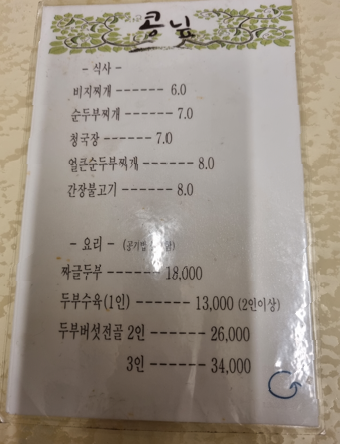 콩닢
- 식사 -
비지찌개 ------ 6.0
순두부찌개 ------ 7.0
청국장 ------ 7.0
얼큰순두부찌개 ------ 8.0
간장불고기 ------ 8.0
- 요리 - (공기밥
짜글두부 ------ 18,000
두부수육(1인) ------ 13,000 (2인이상)
두부버섯전골 2인 ------ 26,000
3인 ------ 34,000